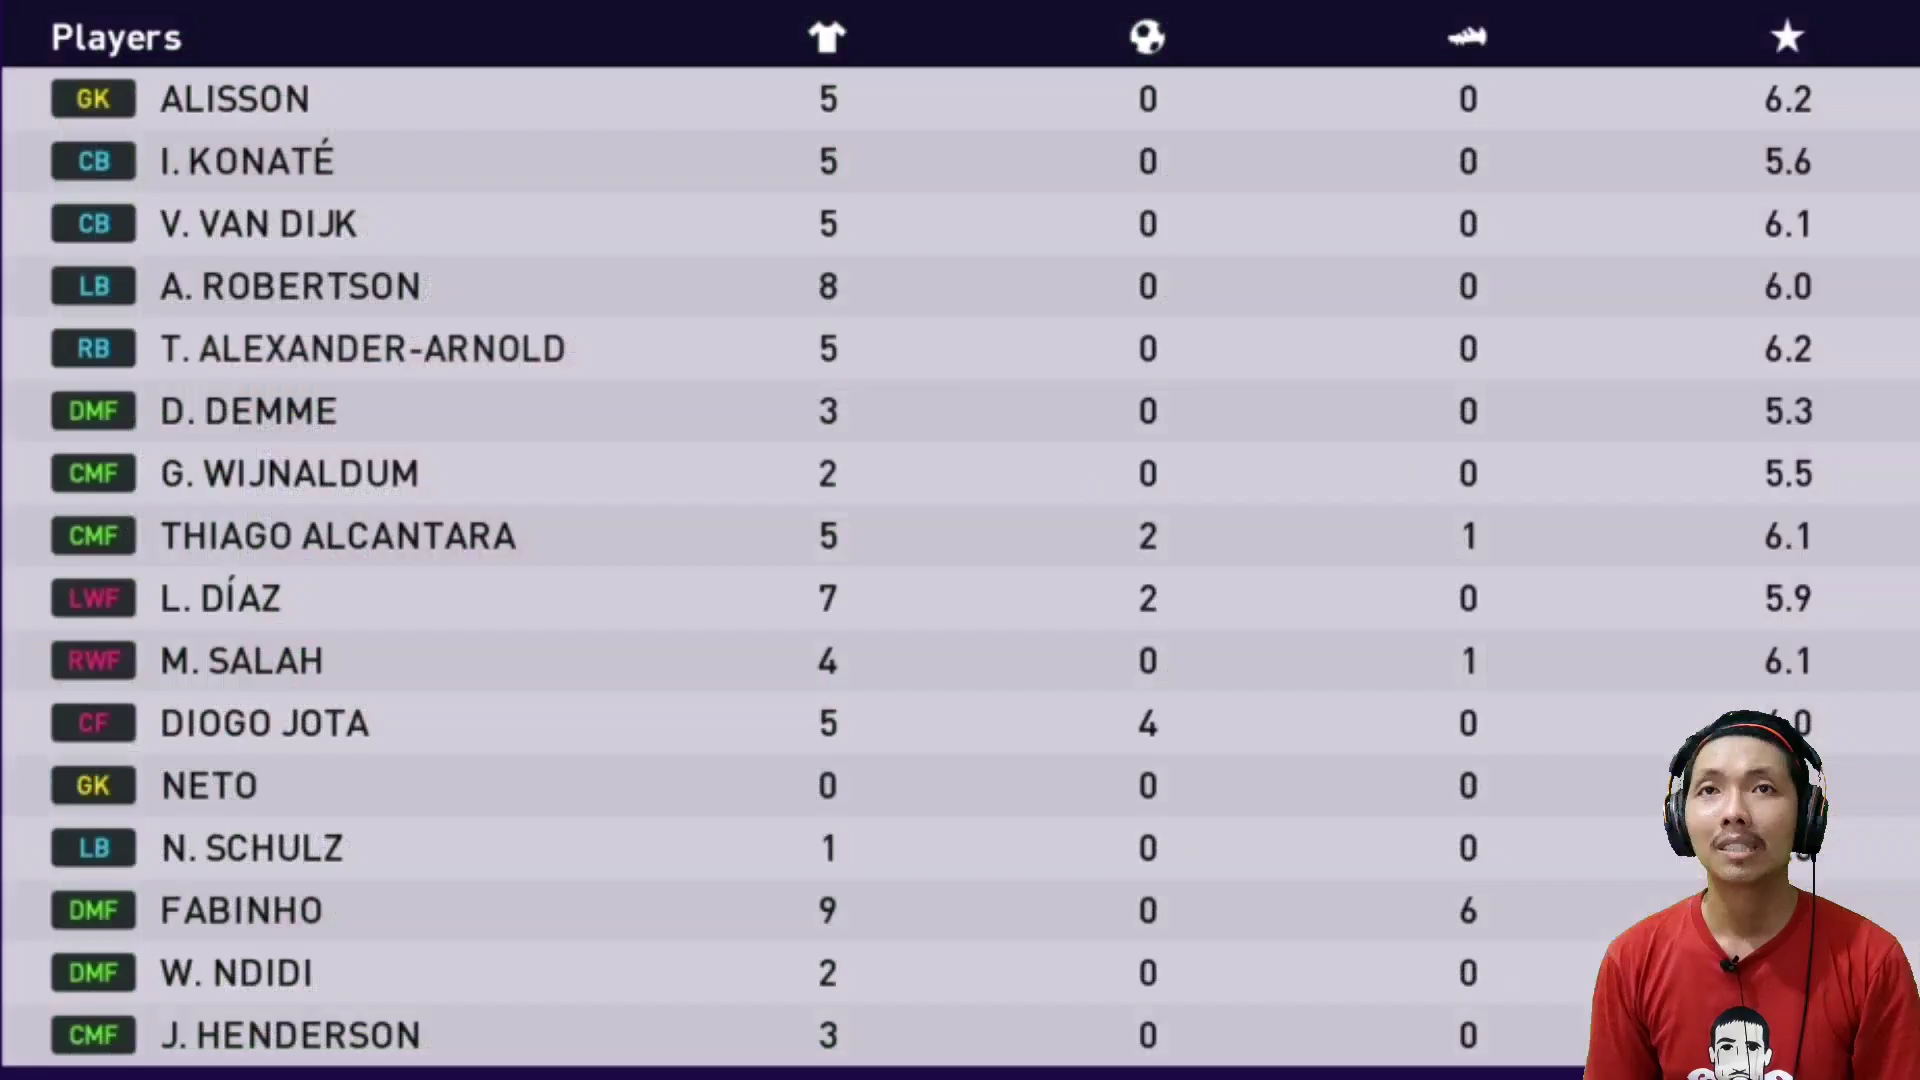 Players
GK ALISSON 5 0 0 6.2
CB I. KONATÉ 5 0 0 5.6
CB V. VAN DIJK 5 0 0 6.1
LB A. ROBERTSON 8 0 0 6.0
RB T. ALEXANDER-ARNOLD 5 0 0 6.2
DMF D. DEMME 3 0 0 5.3
CMF G. WIJNALDUM 2 0 0 5.5
CMF THIAGO ALCANTARA 5 2 1 6.1
LWF L. DÍAZ 7 2 0 5.9
RWF M. SALAH 4 0 1 6.1
CF DIOGO JOTA 5 4 0
GK NETO 0 0 0
LB N. SCHULZ 1 0 0
DMF FABINHO 9 0 6
DMF W. NDIDI 2 0 0
CMF J. HENDERSON 3 0 0